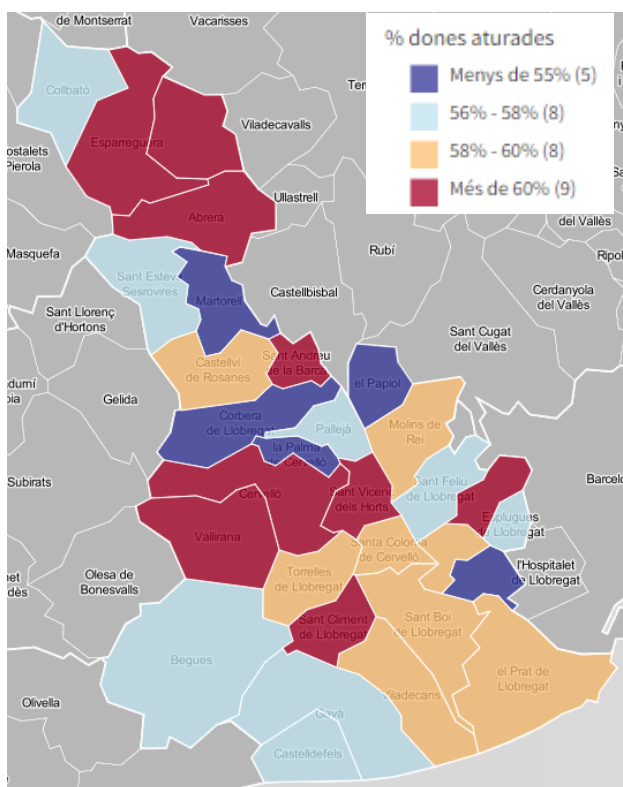 de Montserrat
Vacarisses
% dones aturades
Menys de 55% (5)
56% - 58% (8)
58% - 60% (8)
Més de 60% (9)
Collbató
Viladecavalls
Esparreguera
Pierola
Ullastrell
Abrera
del Vallès
Masquefa
Rubí
Sant Estev
Sesrovires
Martorell
Castellbisbal
Cerdanyola
del Vallès
Sant Llorenç
d'Hortons
Sant Cugat
del Vallès
Sant Andreu
de la Barca
Castellví
de Rosanes
el Papiol
Gelida
Corbera
de Llobregat
Pallejà
Molins de
Rei
la Palma
de Cervelló
Subirats
Sant Feliu
de Llobregat
Cervelló
Sant Vicenç
dels Horts
Esplugues
de Llobregat
Vallirana
Santa Coloma
de Cervelló
l'Hospitalet
de Llobregat
Olesa de
Bonesvalls
Torrelles
de Llobregat
Sant Climent
de Llobregat
Sant Boi
de Llobregat
Begues
el Prat de
Llobregat
Viladecans
Olivella
Gavà
Castelldefels